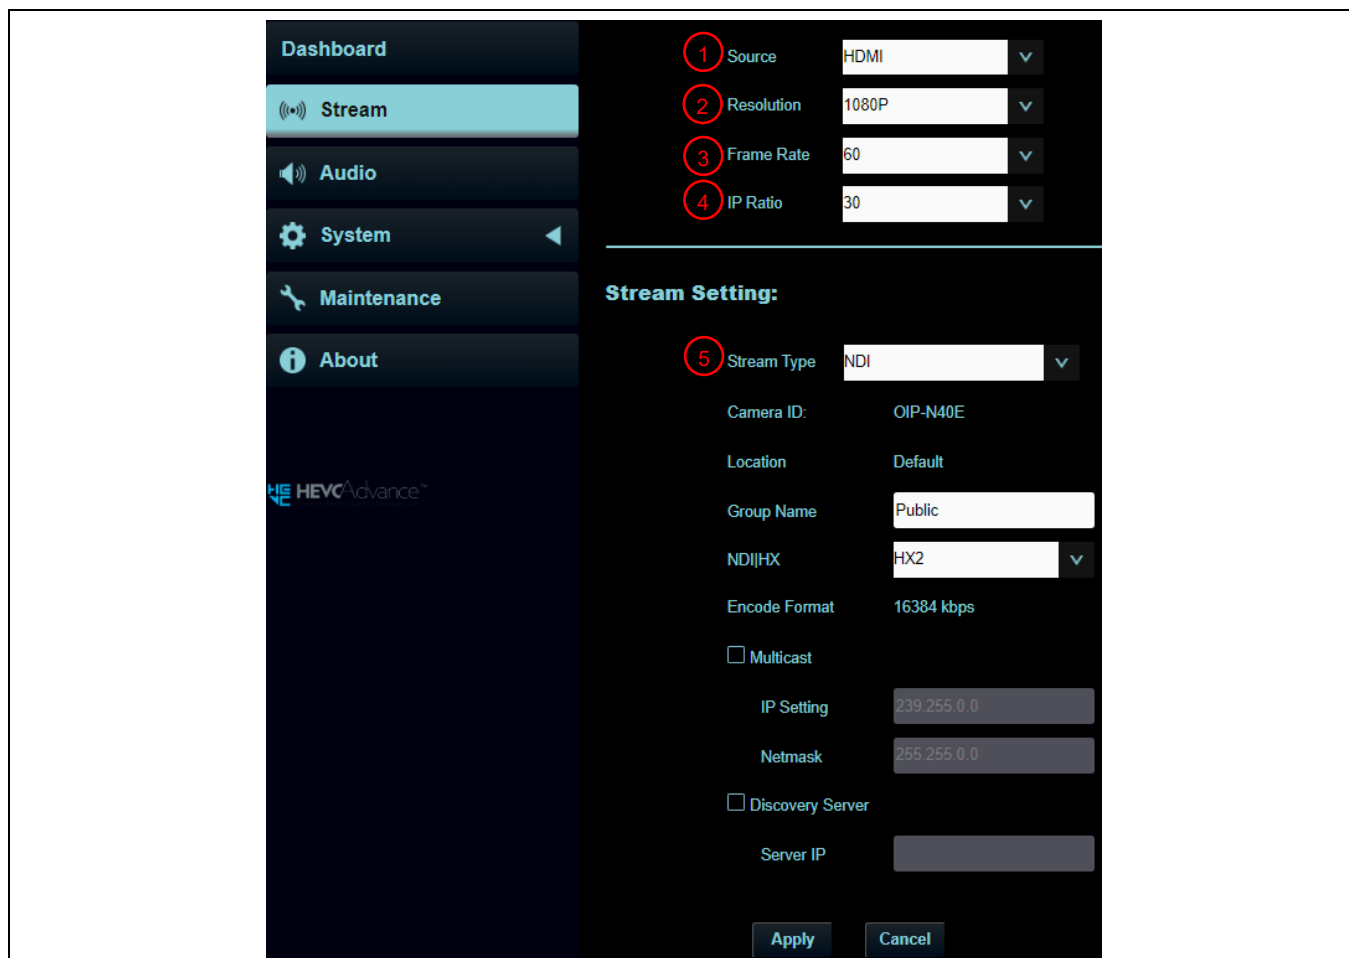 Dashboard
Stream
Audio
System
Maintenance
About
HEVC HEVCAdvance™
1 Source HDMI
2 Resolution 1080P
3 Frame Rate 60
4 IP Ratio 30
Stream Setting:
5 Stream Type NDI
Camera ID: OIP-N40E
Location Default
Group Name Public
NDI|HX HX2
Encode Format 16384 kbps
Multicast
IP Setting 239.255.0.0
Netmask 255.255.0.0
Discovery Server
Server IP
Apply Cancel